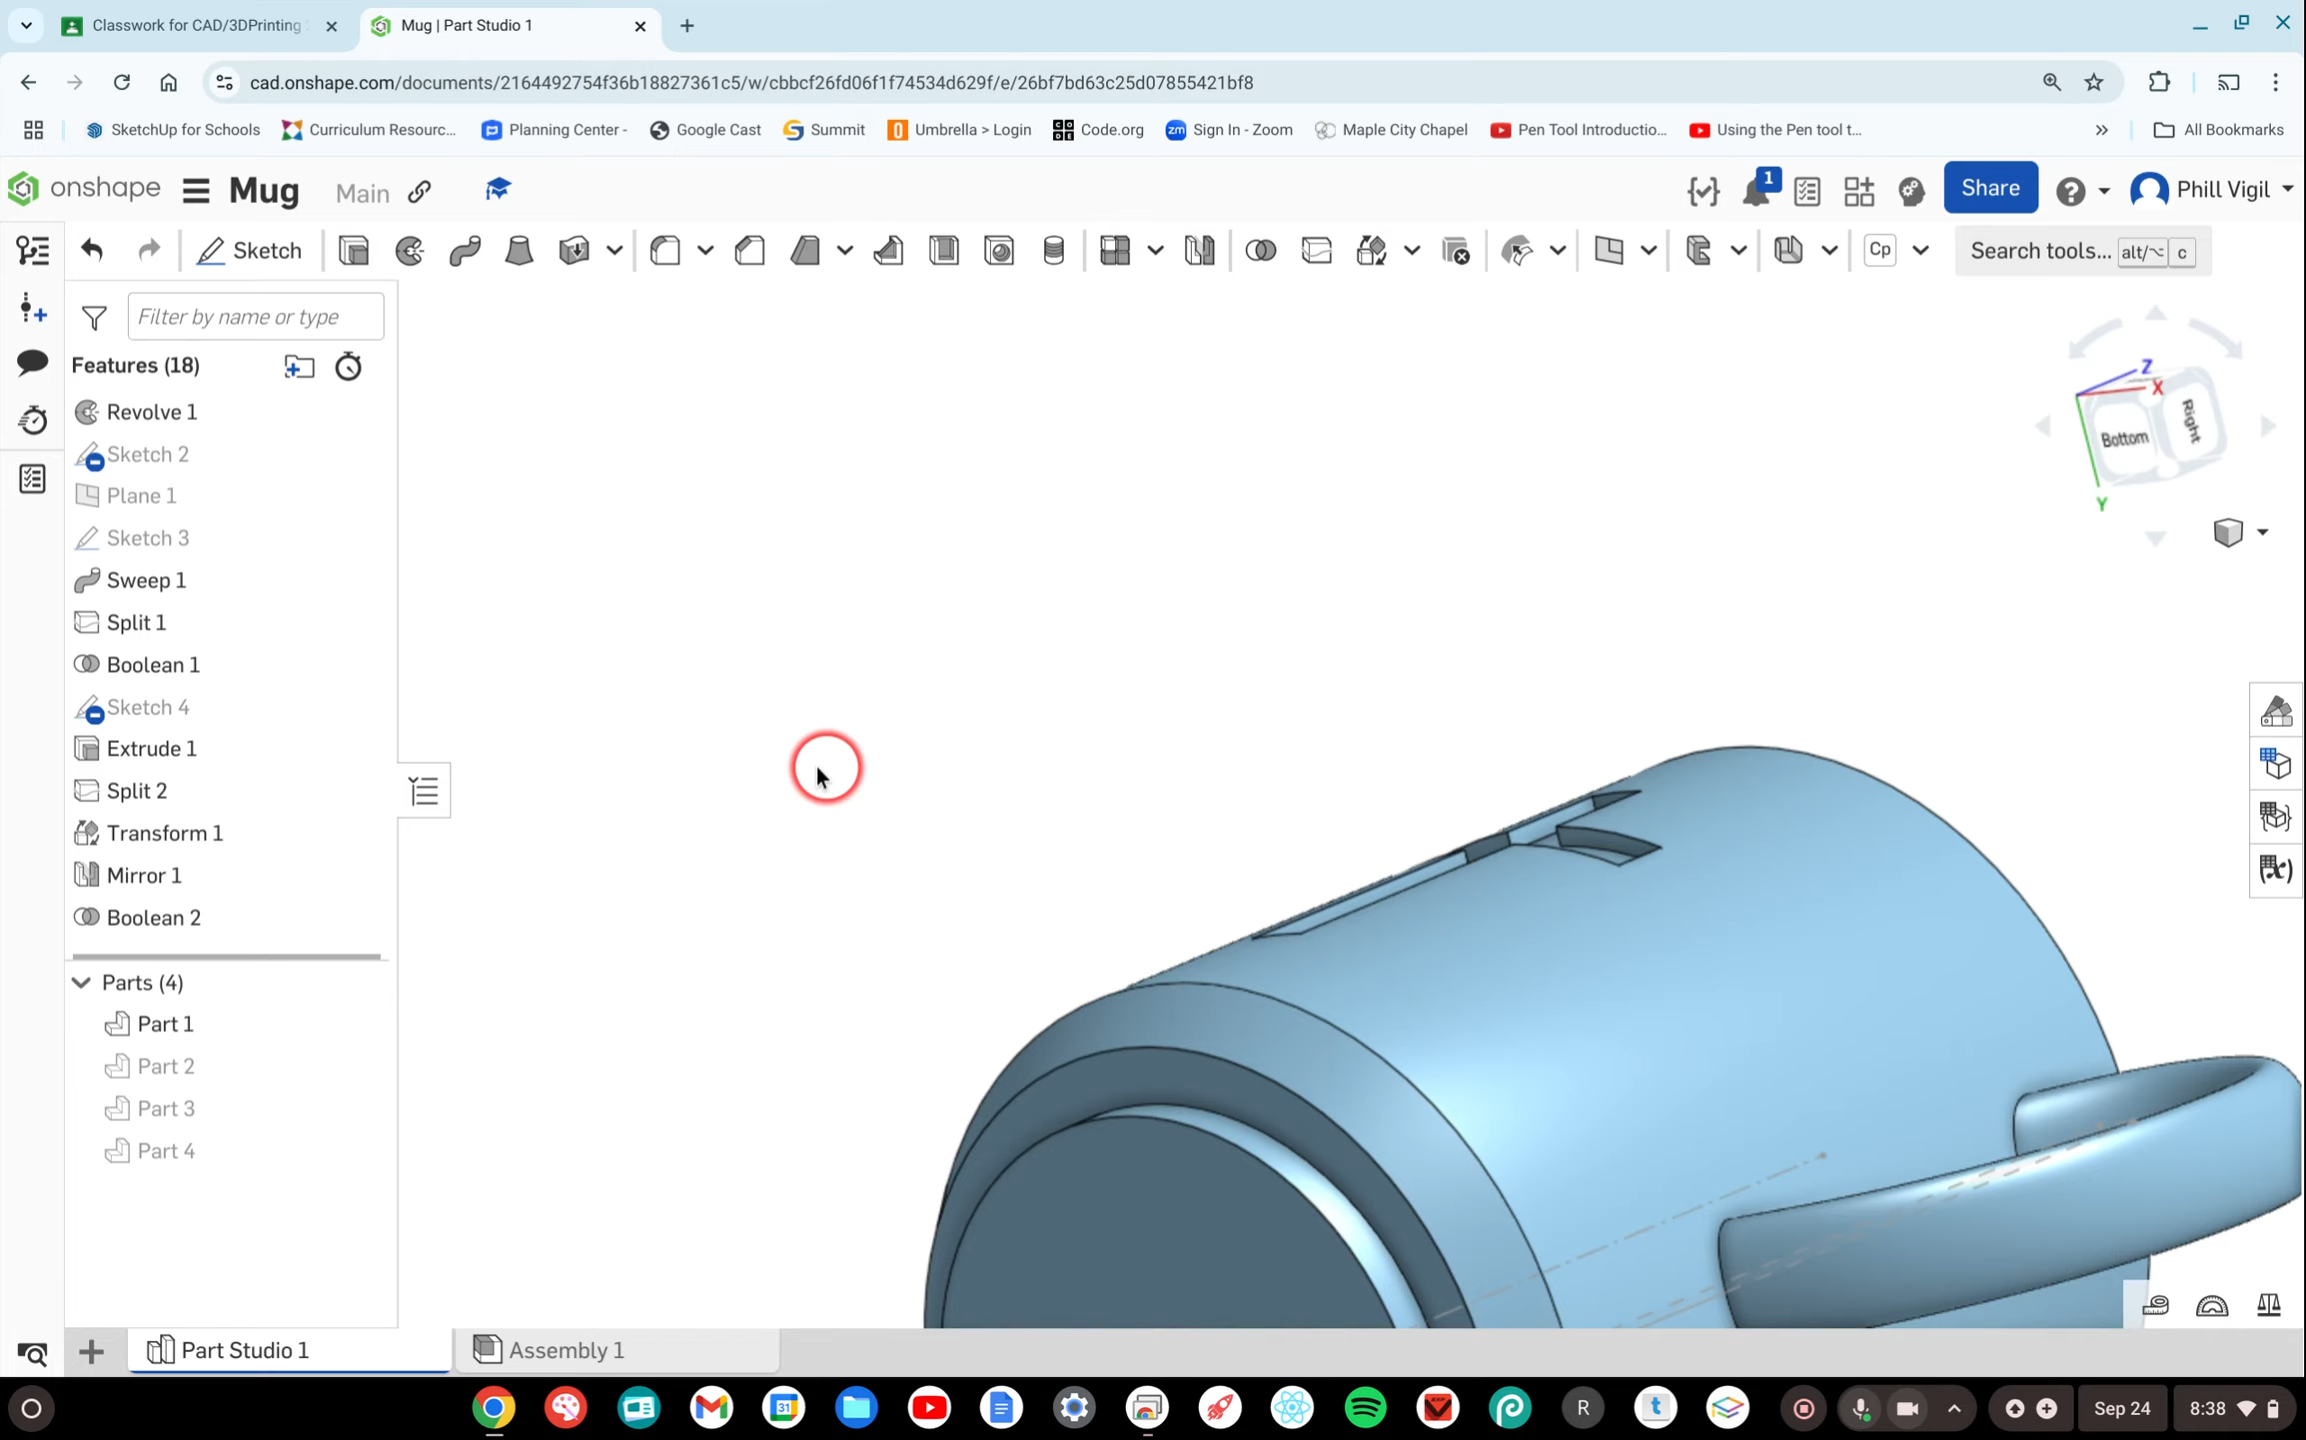 Classwork for CAD/3DPrinting
Mug | Part Studio 1
cad.onshape.com/documents/2164492754f36b18827361c5/w/cbbcf26fd06f1f74534d629f/e/26bf7bd63c25d07855421bf8
SketchUp for Schools
Curriculum Resourc...
Planning Center -
Google Cast
Summit
Umbrella > Login
Code.org
Sign In - Zoom
Maple City Chapel
Pen Tool Introductio...
Using the Pen tool t...
All Bookmarks
onshape
Mug
Main
1
Share
Phill Vigil
Sketch
Cp
Search tools... alt/⌥ c
Filter by name or type
Features (18)
Revolve 1
Sketch 2
Plane 1
Sketch 3
Sweep 1
Split 1
Boolean 1
Sketch 4
Extrude 1
Split 2
Transform 1
Mirror 1
Boolean 2
Parts (4)
Part 1
Part 2
Part 3
Part 4
Z
X
Bottom
Right
Y
Part Studio 1
Assembly 1
31
R
t
Sep 24
8:38